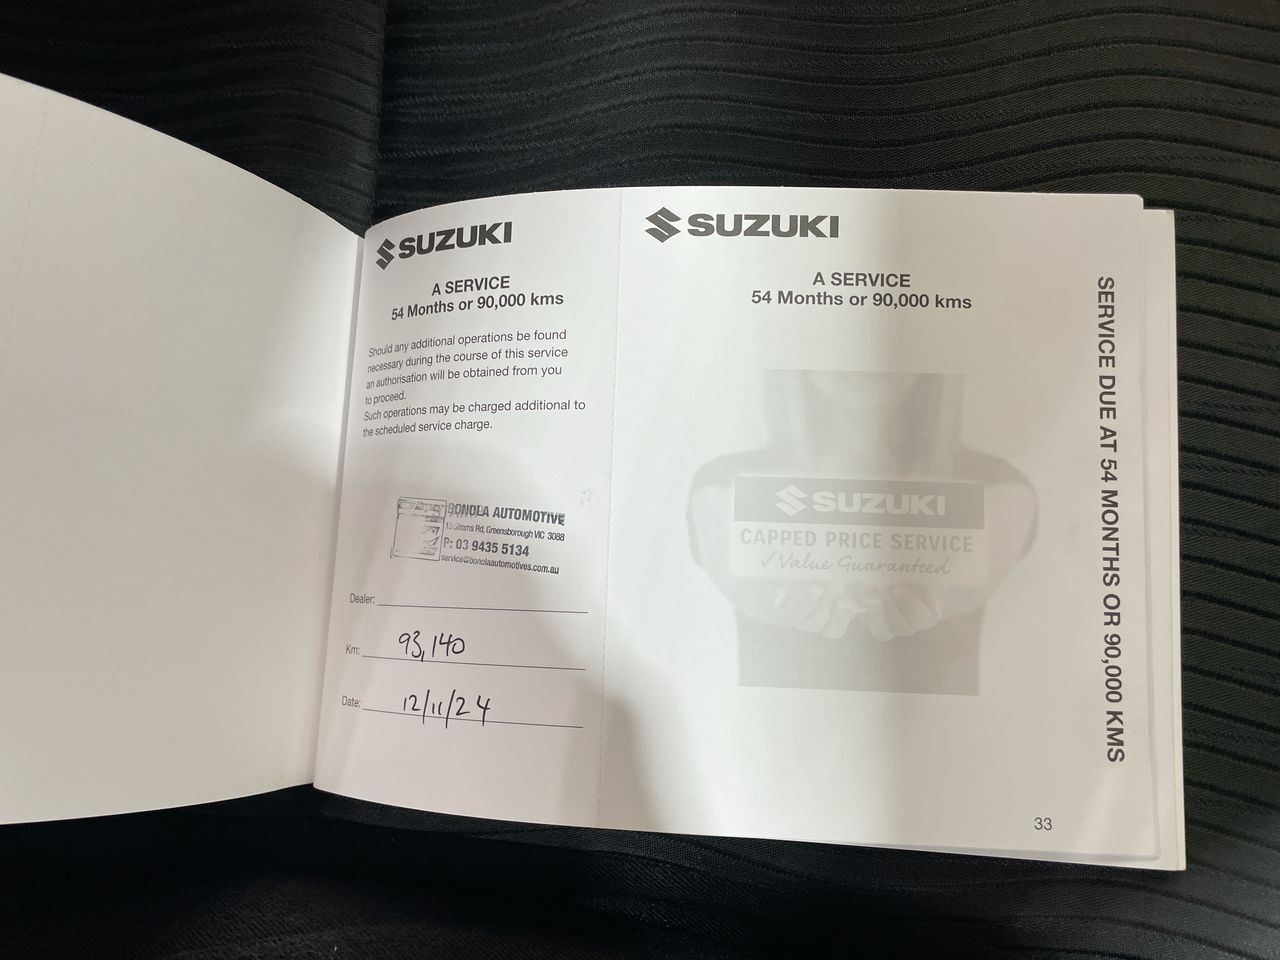 SUZUKI
A SERVICE
54 Months or 90,000 kms
Should any additional operations be found
necessary during the course of this service
an authorisation will be obtained from you
to proceed.
Such operations may be charged additional to
the scheduled service charge.
BONOLA AUTOMOTIVE
Rd, Greensborough VIC 3088
P: 03 9435 5134
service@bonolaautomotives.com.au
Dealer:
Km: 93,140
Date: 12/11/24
SUZUKI
A SERVICE
54 Months or 90,000 kms
SUZUKI
CAPPED PRICE SERVICE
✓Value Guaranteed
SERVICE DUE AT 54 MONTHS OR 90,000 KMS
33